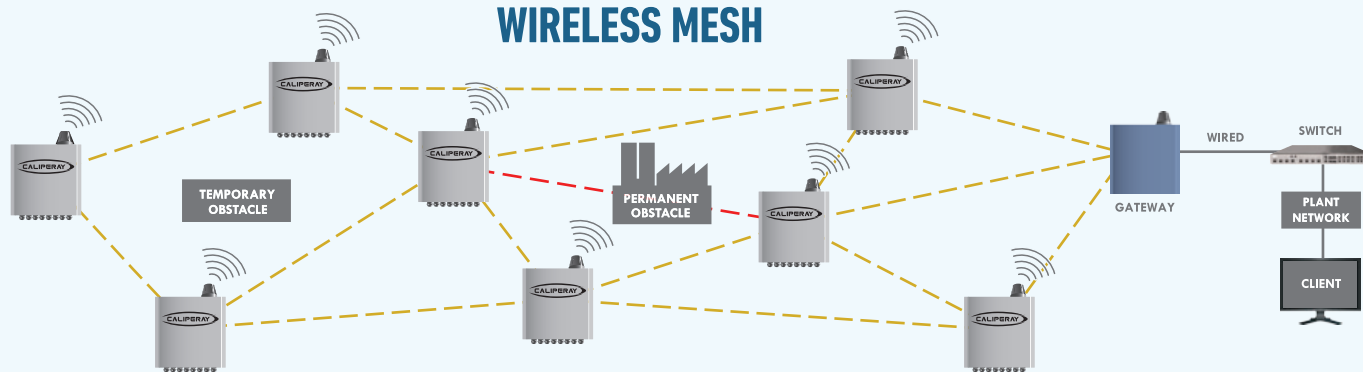 WIRELESS MESH
CALIPERAY
CALIPERAY
CALIPERAY
CALIPERAY
CALIPERAY
CALIPERAY
CALIPERAY
CALIPERAY
TEMPORARY
OBSTACLE
PERMANENT
OBSTACLE
GATEWAY
WIRED
SWITCH
PLANT
NETWORK
CLIENT